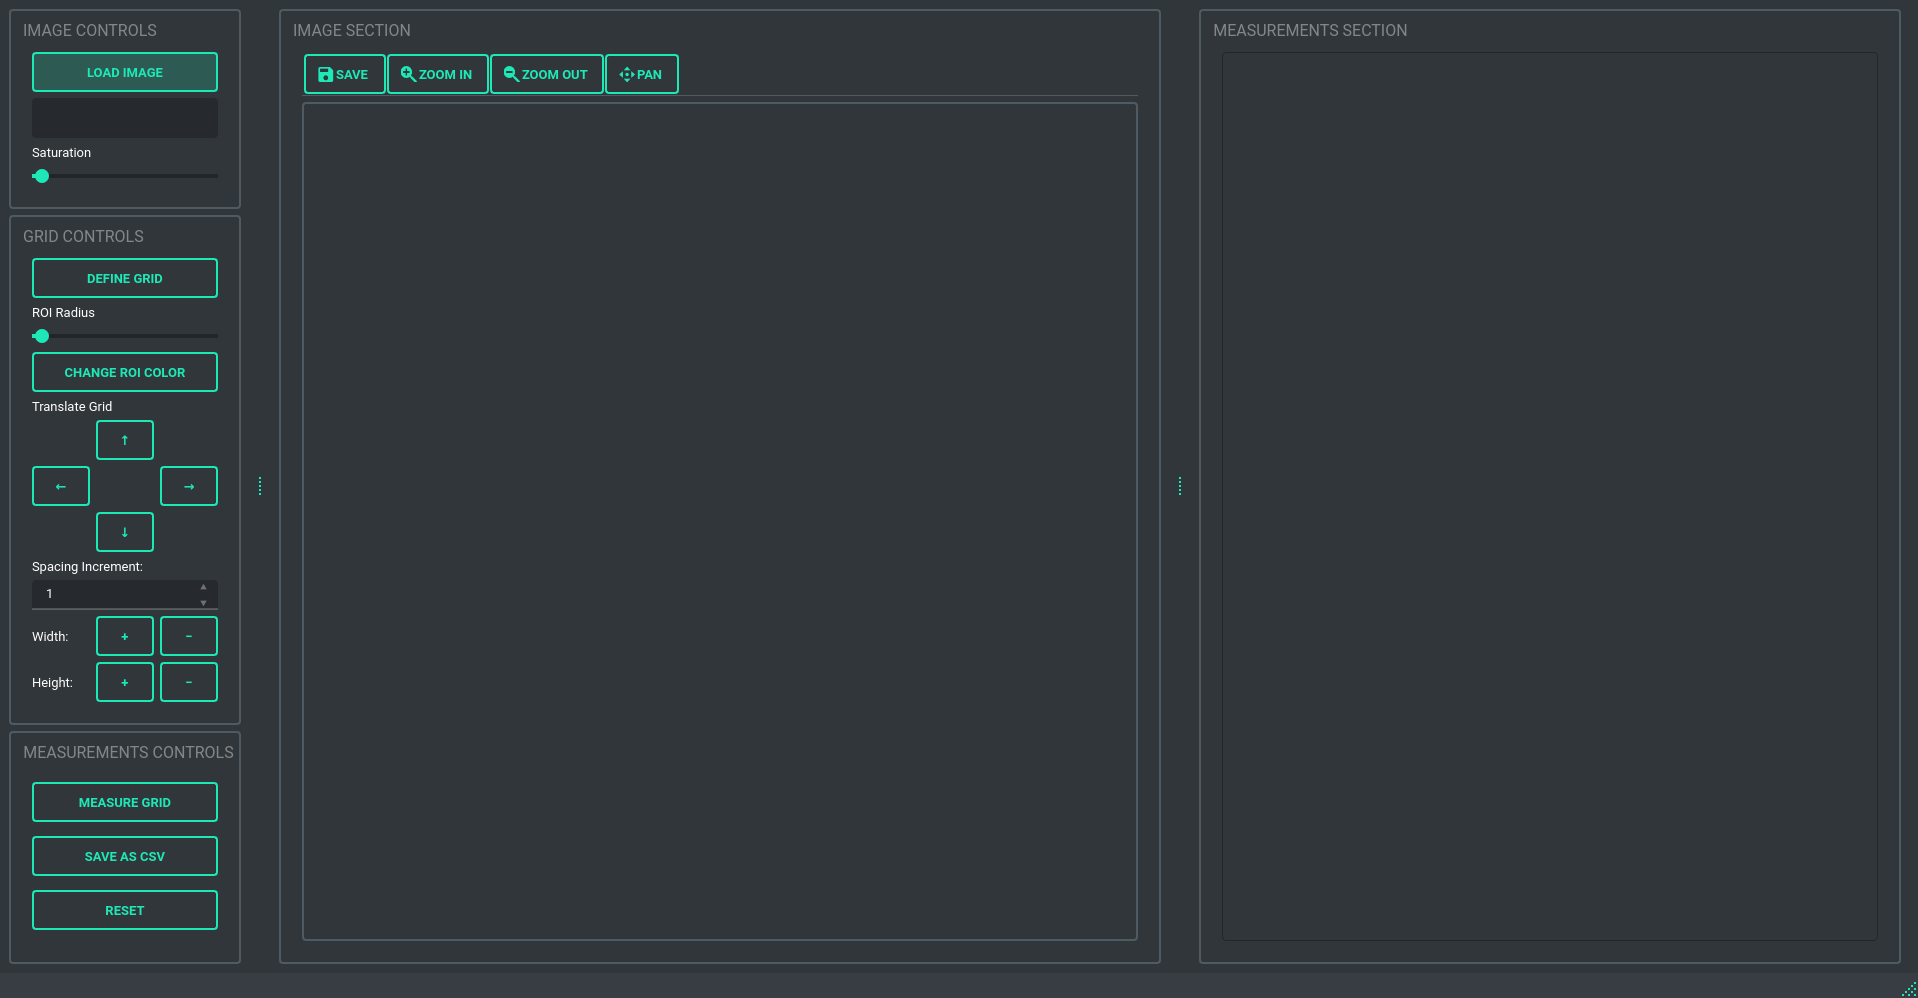 IMAGE CONTROLS
LOAD IMAGE
Saturation
GRID CONTROLS
DEFINE GRID
ROI Radius
CHANGE ROI COLOR
Translate Grid
↑
← →
↓
Spacing Increment:
1
Width: + -
Height: + -
MEASUREMENTS CONTROLS
MEASURE GRID
SAVE AS CSV
RESET
IMAGE SECTION
SAVE ZOOM IN ZOOM OUT PAN
MEASUREMENTS SECTION